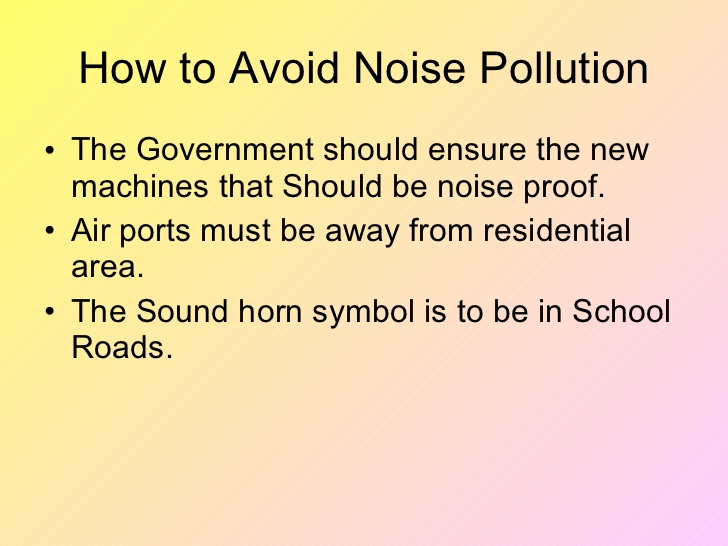 How to Avoid Noise Pollution
• The Government should ensure the new
machines that Should be noise proof.
• Air ports must be away from residential
area.
• The Sound horn symbol is to be in School
Roads.